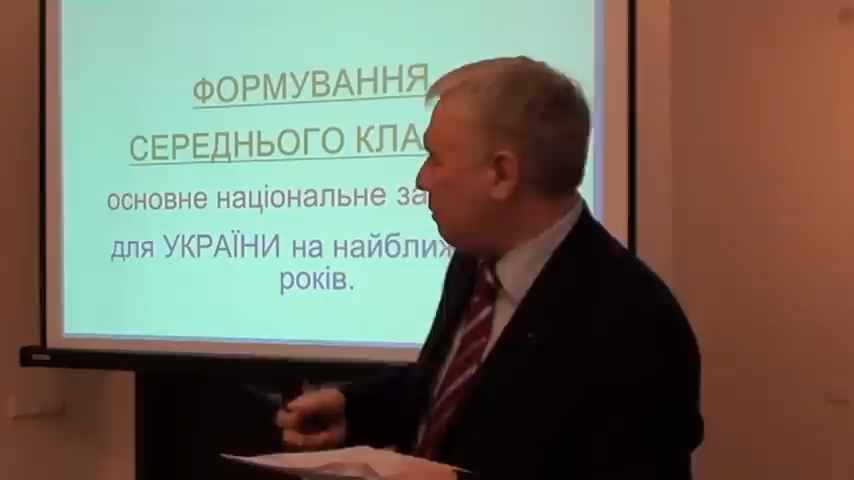 ФОРМУВАННЯ
СЕРЕДНЬОГО
основне національне
для УКРАЇНИ на
років.